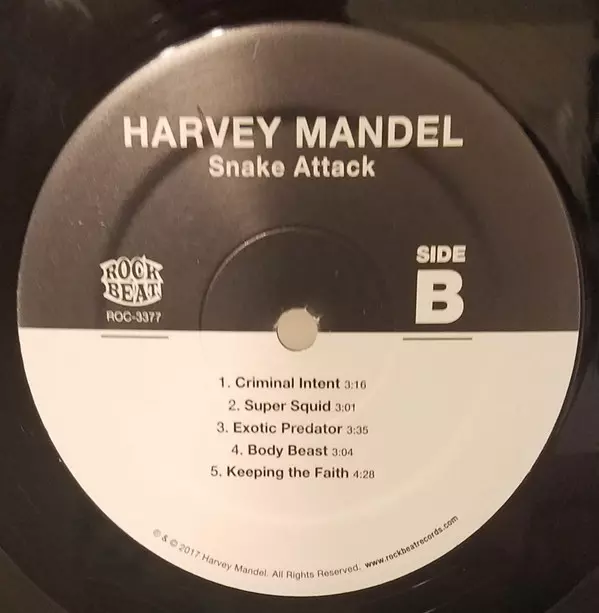 HARVEY MANDEL
Snake Attack
ROCK
BEAT
ROC-3377
SIDE
B
1. Criminal Intent 3:16
2. Super Squid 3:01
3. Exotic Predator 3:35
4. Body Beast 3:04
5. Keeping the Faith 4:28
℗ & © 2017 Harvey Mandel. All Rights Reserved. www.rockbeatrecords.com